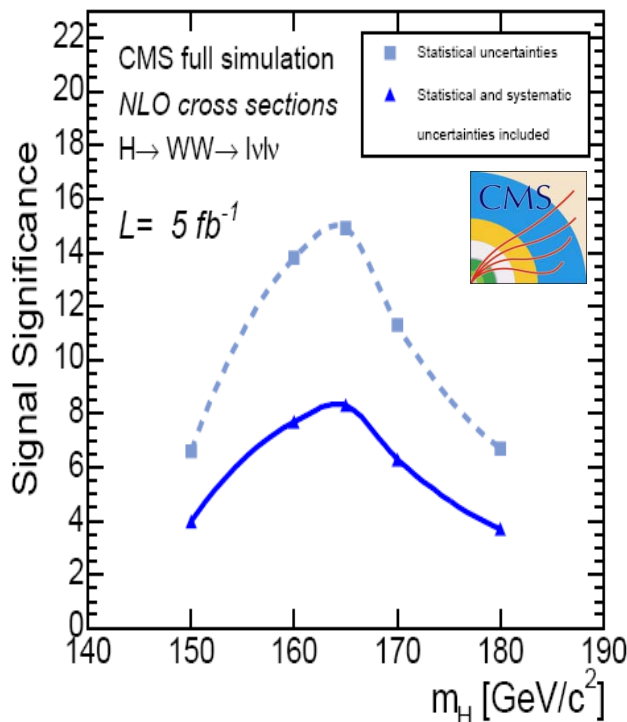 22
20
18
16
14
12
10
8
6
4
2
0
Signal Significance
CMS full simulation
NLO cross sections
H→ WW→ lνlν
L= 5 fb⁻¹
Statistical uncertainties
Statistical and systematic
uncertainties included
CMS
140 150 160 170 180 190
m_H [GeV/c²]